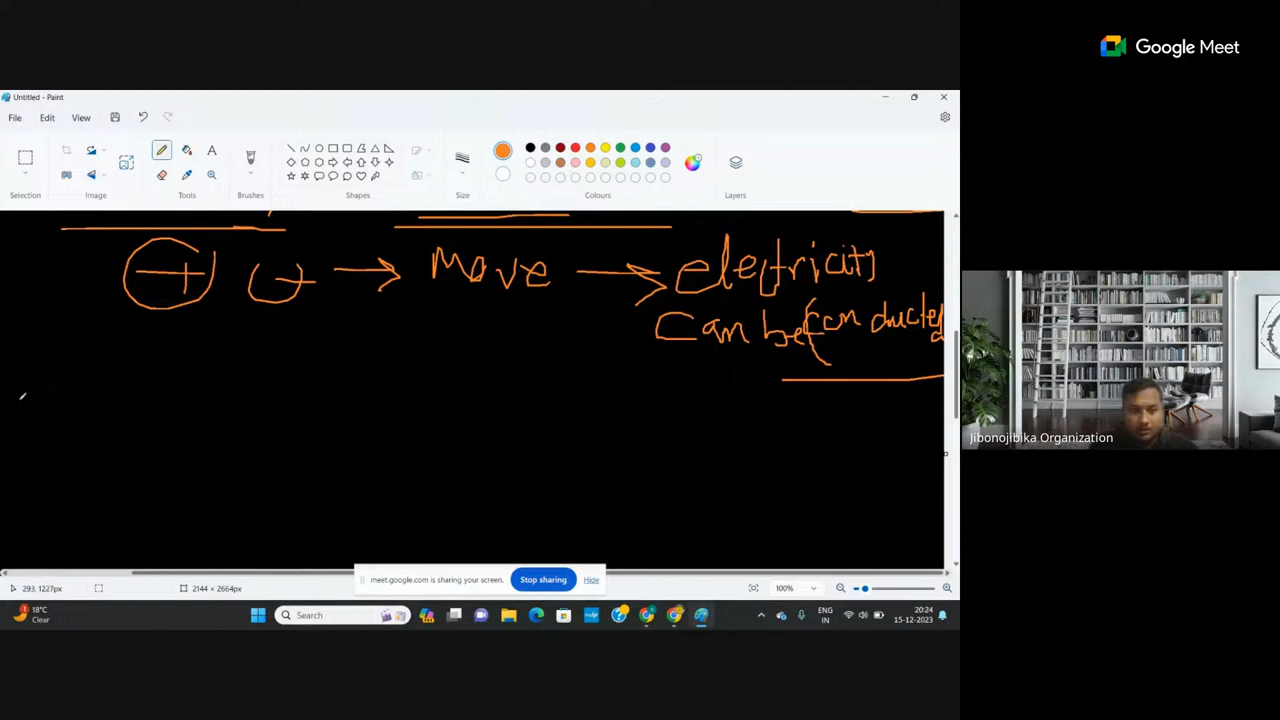 Google Meet
Untitled - Paint
File Edit View
Selection Image Tools Brushes Shapes Size Colours Layers
+ Move electricity
can be conducted
Jibonojibika Organization
meet.google.com is sharing your screen. Stop sharing Hide
293, 1227px 2144 × 2664px 100%
18°C
Clear
Search
ENG
IN
20:24
15-12-2023